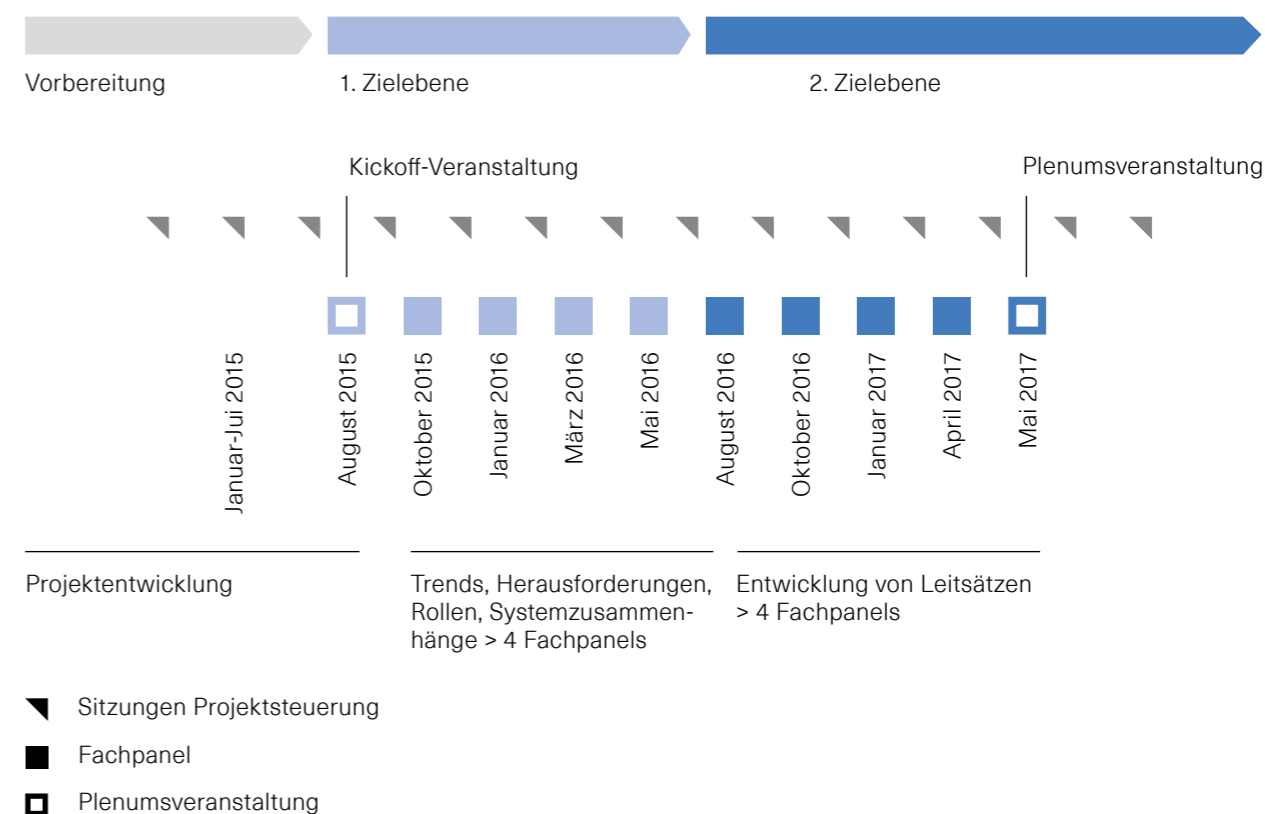 Vorbereitung
1. Zielebene
2. Zielebene
Kickoff-Veranstaltung
Plenumsveranstaltung
Januar-Jui 2015
August 2015
Oktober 2015
Januar 2016
März 2016
Mai 2016
August 2016
Oktober 2016
Januar 2017
April 2017
Mai 2017
Projektentwicklung
Trends, Herausforderungen,
Rollen, Systemzusammen-
hänge > 4 Fachpanels
Entwicklung von Leitsätzen
> 4 Fachpanels
Sitzungen Projektsteuerung
Fachpanel
Plenumsveranstaltung